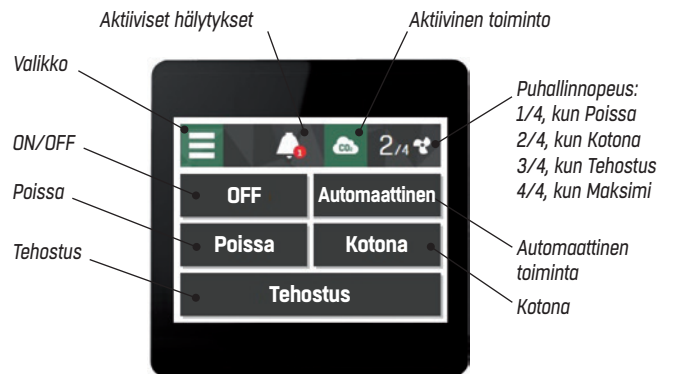 Aktiiviset hälytykset
Aktiivinen toiminto
Valikko
ON/OFF
Poissa
Tehostus
1
CO₂
2/4
OFF
Automaattinen
Poissa
Kotona
Tehostus
Puhallinnopeus:
1/4, kun Poissa
2/4, kun Kotona
3/4, kun Tehostus
4/4, kun Maksimi
Automaattinen
toiminta
Kotona